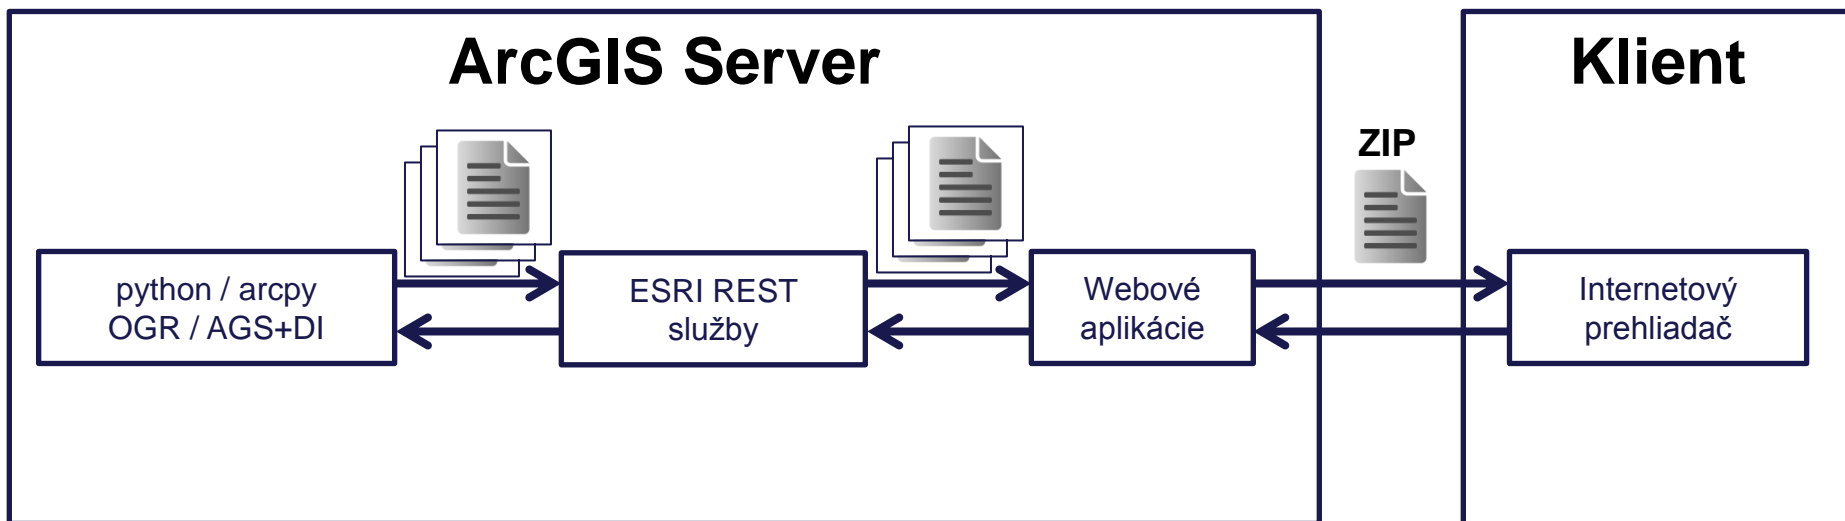 ArcGIS Server
Klient
ZIP
python / arcpy
OGR / AGS+DI
ESRI REST
služby
Webové
aplikácie
Internetový
prehliadač